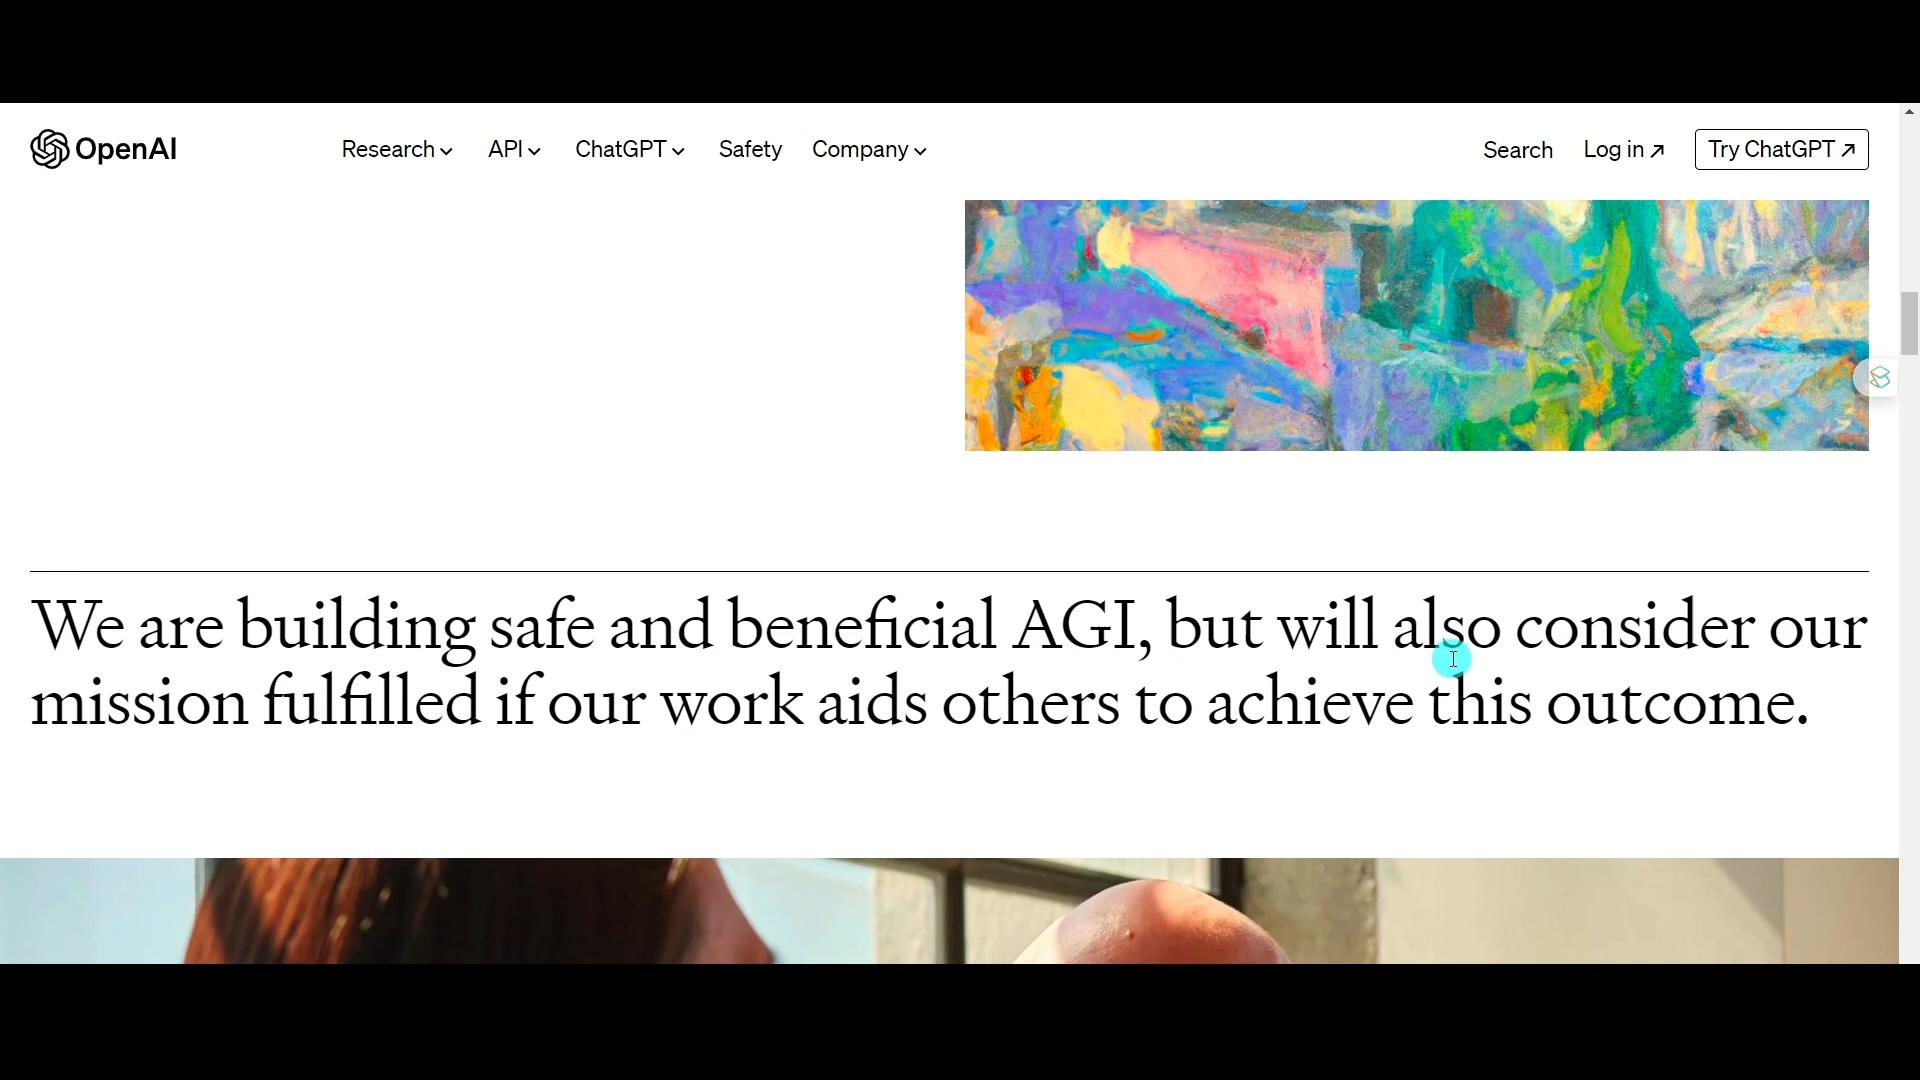 OpenAI
Research
API
ChatGPT
Safety
Company
Search
Log in
Try ChatGPT
We are building safe and beneficial AGI, but will also consider our
mission fulfilled if our work aids others to achieve this outcome.